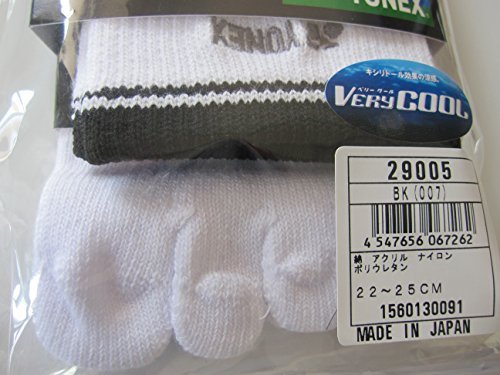 YONEX
YONEX
キシリトール効果の涼感。
ベリークール
VERYCOOL
29005
BK(007)
4 547656 067262
綿 アクリル ナイロン
ポリウレタン
22～25CM
1560130091
MADE IN JAPAN